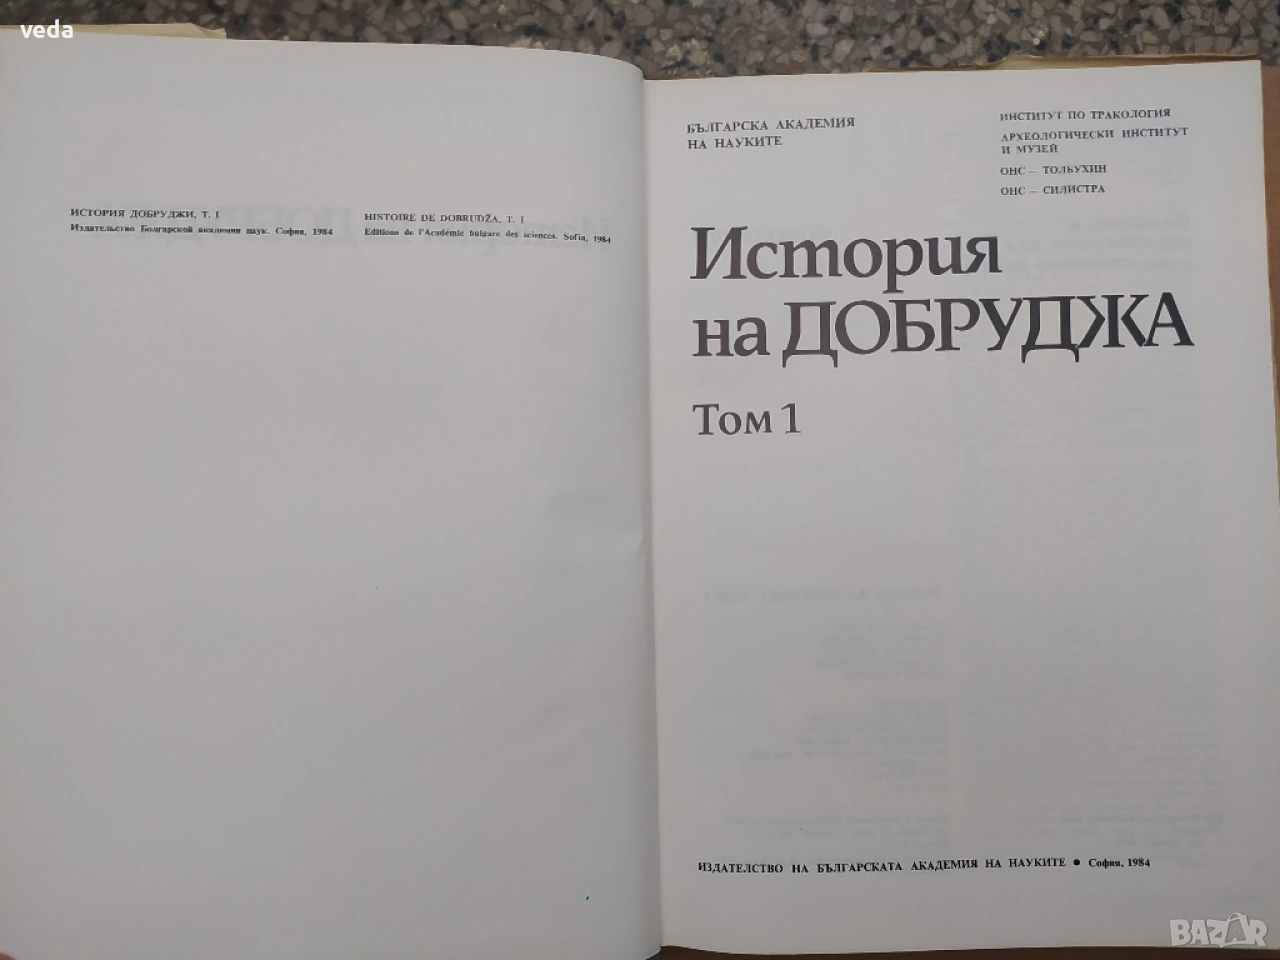 veda
ИСТОРИЯ ДОБРУДЖИ, Т. I
Издательство Болгарской академии наук. София, 1984
HISTOIRE DE DOBRUDŽA, T. I
Editions de l'Académie bulgare des sciences. Sofia, 1984
БЪЛГАРСКА АКАДЕМИЯ
НА НАУКИТЕ
ИНСТИТУТ ПО ТРАКОЛОГИЯ
АРХЕОЛОГИЧЕСКИ ИНСТИТУТ
И МУЗЕЙ
ОНС – ТОЛБУХИН
ОНС – СИЛИСТРА
История
на ДОБРУДЖА
Том 1
ИЗДАТЕЛСТВО НА БЪЛГАРСКАТА АКАДЕМИЯ НА НАУКИТЕ ● София, 1984
BAZAR